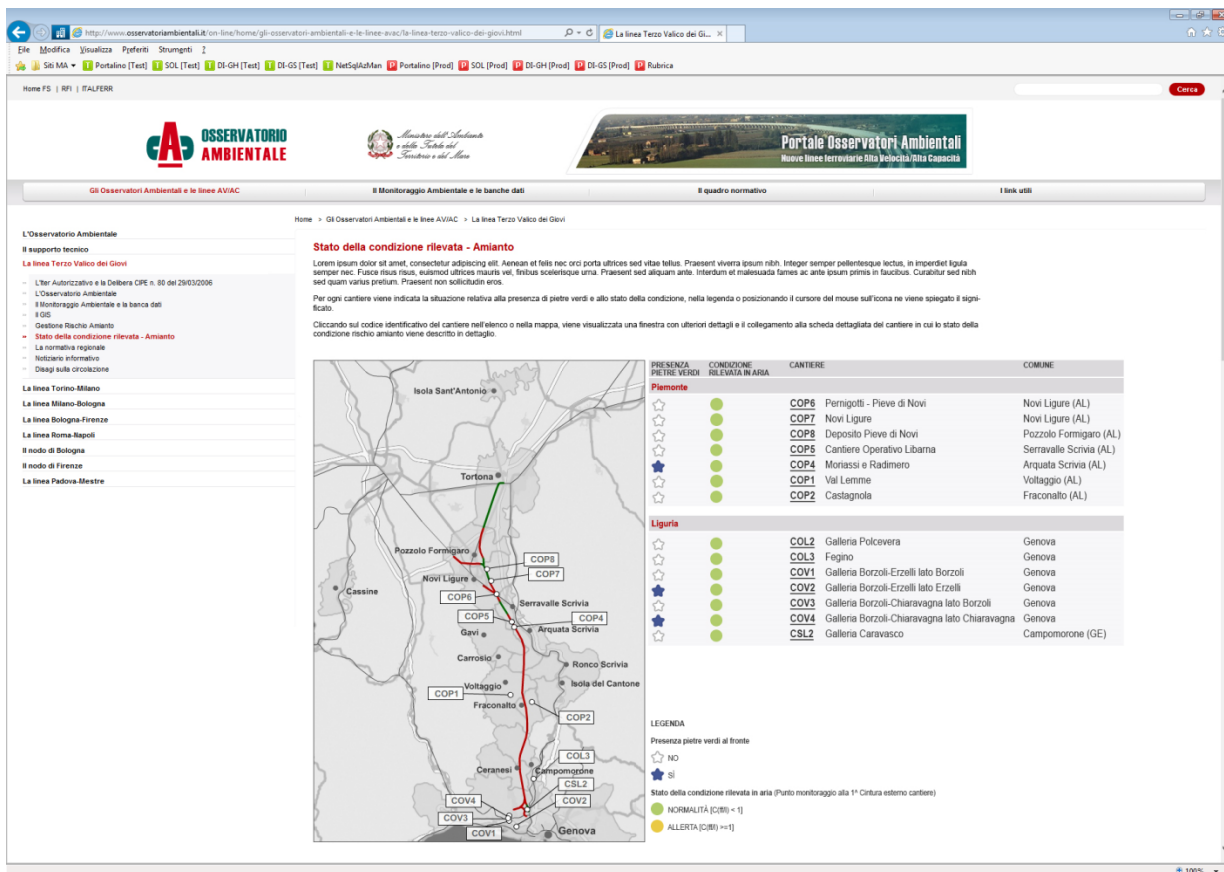 http://www.osservatoriambientali.it/on-line/home/gli-osservatori-ambientali-e-le-linee-avac/la-linea-terzo-valico-dei-giovi.html
La linea Terzo Valico dei Gi...
File Modifica Visualizza Preferiti Strumenti ?
Siti MA Portalino [Test] SOL [Test] DI-GH [Test] DI-GS [Test] NetSqlAzMan Portalino [Prod] SOL [Prod] DI-GH [Prod] DI-GS [Prod] Rubrica
Home FS | RFI | ITALFERR
Cerca
OSSERVATORIO
AMBIENTALE
Ministero dell'Ambiente
e della Tutela del
Territorio e del Mare
Portale Osservatori Ambientali
Nuove linee ferroviarie Alta Velocità/Alta Capacità
Gli Osservatori Ambientali e le linee AV/AC
Il Monitoraggio Ambientale e le banche dati
Il quadro normativo
I link utili
Home > Gli Osservatori Ambientali e le linee AV/AC > La linea Terzo Valico dei Giovi
L'Osservatorio Ambientale
Il supporto tecnico
La linea Terzo Valico dei Giovi
L'Iter Autorizzativo e la Delibera CIPE n. 80 del 29/03/2006
L'Osservatorio Ambientale
Il Monitoraggio Ambientale e la banca dati
Il GIS
Gestione Rischio Amianto
Stato della condizione rilevata - Amianto
La normativa regionale
Notiziario informativo
Disagi sulla circolazione
La linea Torino-Milano
La linea Milano-Bologna
La linea Bologna-Firenze
La linea Roma-Napoli
Il nodo di Bologna
Il nodo di Firenze
La linea Padova-Mestre
Stato della condizione rilevata - Amianto
Lorem ipsum dolor sit amet, consectetur adipiscing elit. Aenean et felis nec orci porta ultrices sed vitae tellus. Praesent viverra ipsum nibh. Integer semper pellentesque lectus, in imperdiet ligula
semper nec. Fusce risus risus, euismod ultrices mauris vel, finibus scelerisque urna. Praesent sed aliquam ante. Interdum et malesuada fames ac ante ipsum primis in faucibus. Curabitur sed nibh
sed quam varius pretium. Praesent non sollicitudin eros.
Per ogni cantiere viene indicata la situazione relativa alla presenza di pietre verdi e allo stato della condizione, nella legenda o posizionando il cursore del mouse sull'icona ne viene spiegato il signi-
ficato.
Cliccando sul codice identificativo del cantiere nell'elenco o nella mappa, viene visualizzata una finestra con ulteriori dettagli e il collegamento alla scheda dettagliata del cantiere in cui lo stato della
condizione rischio amianto viene descritto in dettaglio.
Isola Sant'Antonio
Tortona
Pozzolo Formigaro
COP8
COP7
Novi Ligure
Cassine
COP6
Serravalle Scrivia
COP5
COP4
Gavi
Arquata Scrivia
Carrosio
Ronco Scrivia
Voltaggio
Isola del Cantone
COP1
Fraconalto
COP2
COL3
Ceranesi
Campomorone
CSL2
COV4
COV2
COV3
COV1
Genova
PRESENZA PIETRE VERDI
CONDIZIONE RILEVATA IN ARIA
CANTIERE
COMUNE
Piemonte
COP6 Pernigotti - Pieve di Novi Novi Ligure (AL)
COP7 Novi Ligure Novi Ligure (AL)
COP8 Deposito Pieve di Novi Pozzolo Formigaro (AL)
COP5 Cantiere Operativo Libarna Serravalle Scrivia (AL)
COP4 Moriassi e Radimero Arquata Scrivia (AL)
COP1 Val Lemme Voltaggio (AL)
COP2 Castagnola Fraconalto (AL)
Liguria
COL2 Galleria Polcevera Genova
COL3 Fegino Genova
COV1 Galleria Borzoli-Erzelli lato Borzoli Genova
COV2 Galleria Borzoli-Erzelli lato Erzelli Genova
COV3 Galleria Borzoli-Chiaravagna lato Borzoli Genova
COV4 Galleria Borzoli-Chiaravagna lato Chiaravagna Genova
CSL2 Galleria Caravasco Campomorone (GE)
LEGENDA
Presenza pietre verdi al fronte
NO
SÌ
Stato della condizione rilevata in aria (Punto monitoraggio alla 1ª Cintura esterno cantiere)
NORMALITÀ [C(ff/l) < 1]
ALLERTA [C(ff/l) >=1]
100%